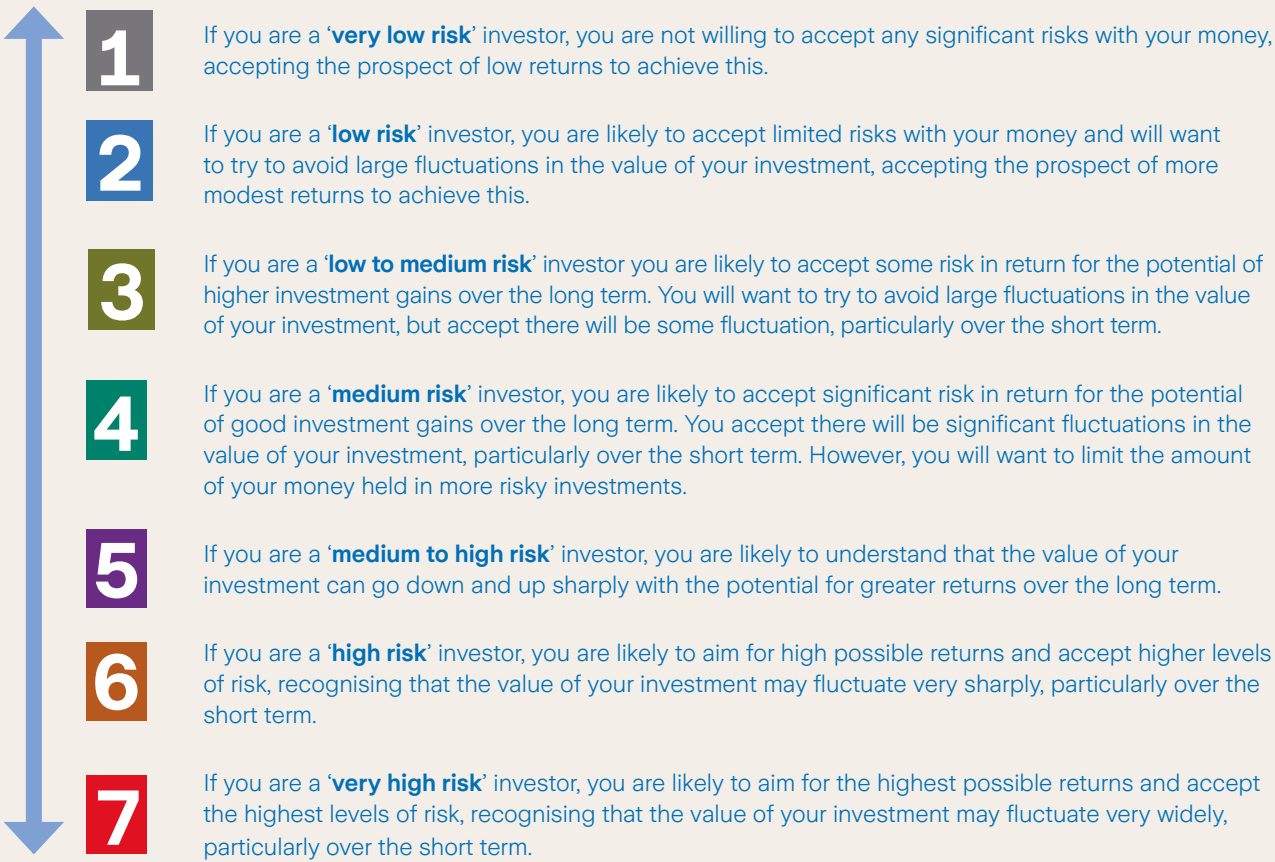 1
If you are a ‘very low risk’ investor, you are not willing to accept any significant risks with your money,
accepting the prospect of low returns to achieve this.
2
If you are a ‘low risk’ investor, you are likely to accept limited risks with your money and will want
to try to avoid large fluctuations in the value of your investment, accepting the prospect of more
modest returns to achieve this.
3
If you are a ‘low to medium risk’ investor you are likely to accept some risk in return for the potential of
higher investment gains over the long term. You will want to try to avoid large fluctuations in the value
of your investment, but accept there will be some fluctuation, particularly over the short term.
4
If you are a ‘medium risk’ investor, you are likely to accept significant risk in return for the potential
of good investment gains over the long term. You accept there will be significant fluctuations in the
value of your investment, particularly over the short term. However, you will want to limit the amount
of your money held in more risky investments.
5
If you are a ‘medium to high risk’ investor, you are likely to understand that the value of your
investment can go down and up sharply with the potential for greater returns over the long term.
6
If you are a ‘high risk’ investor, you are likely to aim for high possible returns and accept higher levels
of risk, recognising that the value of your investment may fluctuate very sharply, particularly over the
short term.
7
If you are a ‘very high risk’ investor, you are likely to aim for the highest possible returns and accept
the highest levels of risk, recognising that the value of your investment may fluctuate very widely,
particularly over the short term.